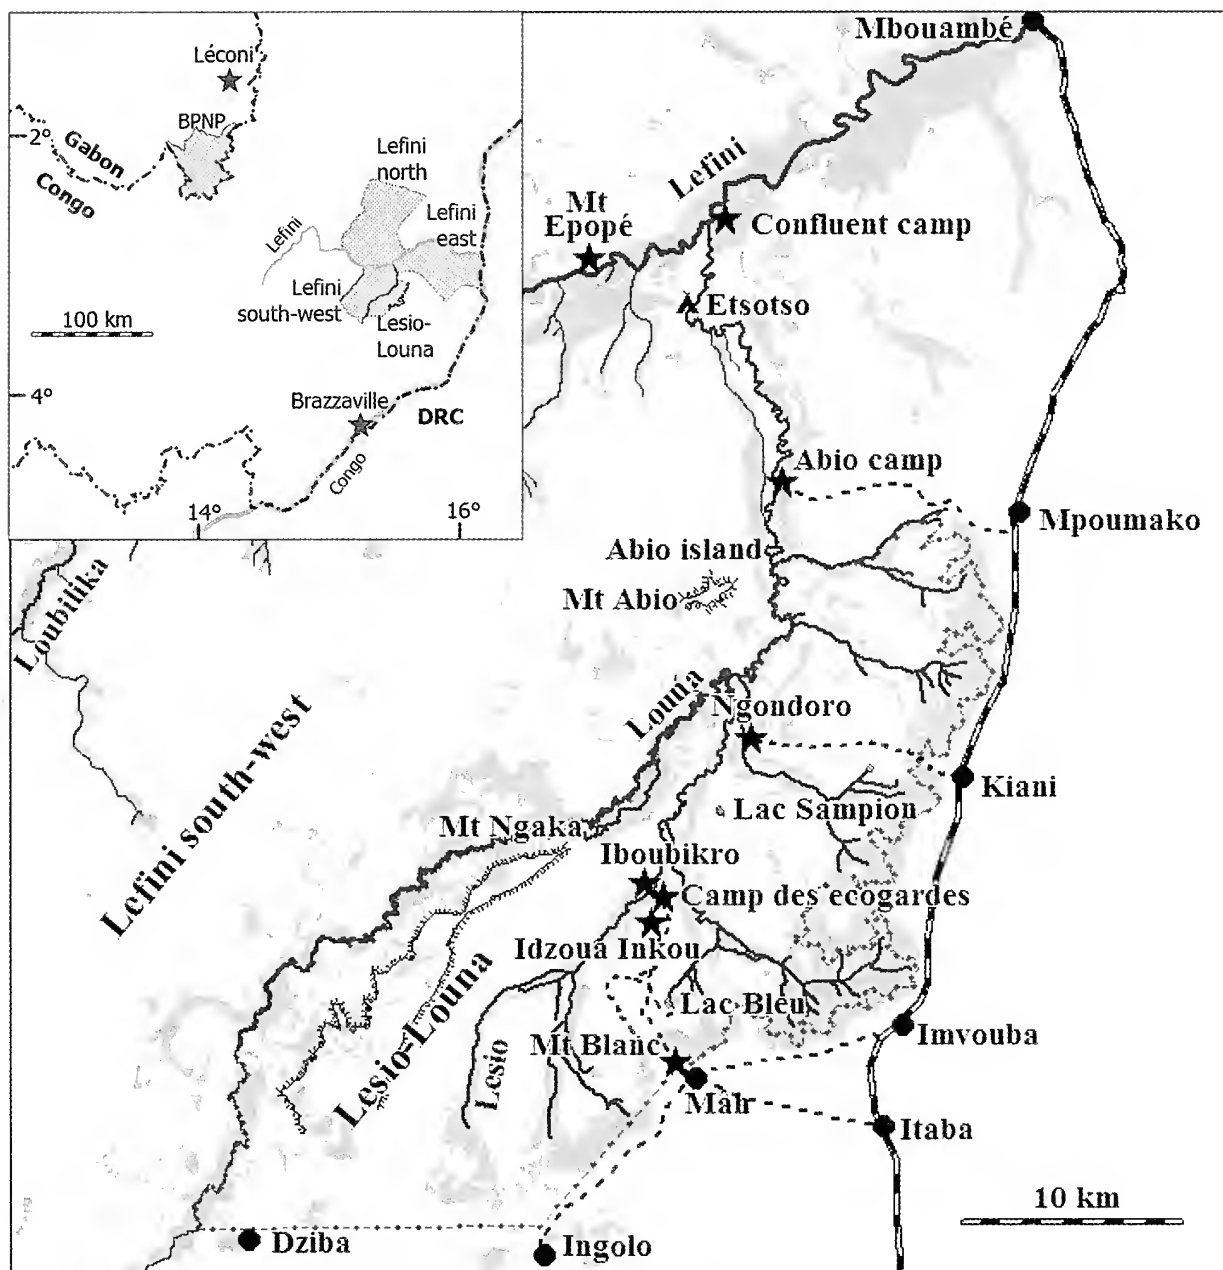 Mbouambé
Léconi
BPNP
2°
Gabon
Congo
Lefini
north
Lefini
Lefini
east
Lefini
south-west
Lesio-
Louna
100 km
4°
Brazzaville
DRC
Congo
14°
16°
Lefini
Mt
Epopé
Confluent camp
Etsotso
Abio camp
Mpoumako
Abio island
Mt Abio
Loubilika
Louna
Ngondoro
Kiani
Lac Sampion
Mt Ngaka
Lefini south-west
Iboubikro
Camp des ecogardes
Idzoua Inkou
Lesio-Louna
Lac Bleu
Lesio
Mt Blanc
Imvouba
Mah
Itaba
10 km
Dziba
Ingolo